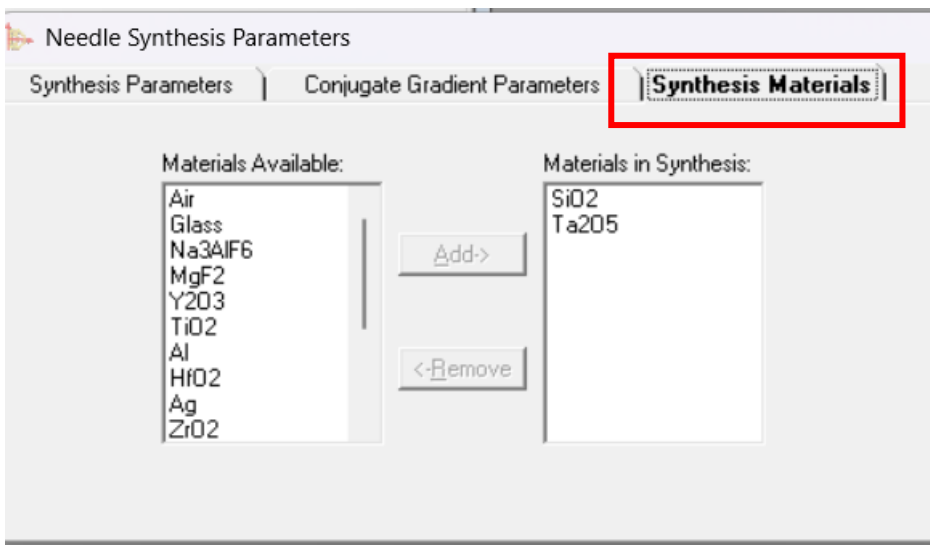 Needle Synthesis Parameters
Synthesis Parameters
Conjugate Gradient Parameters
Synthesis Materials
Materials Available:
Air
Glass
Na3AlF6
MgF2
Y2O3
TiO2
Al
HfO2
Ag
ZrO2
Add->
<-Remove
Materials in Synthesis:
SiO2
Ta2O5